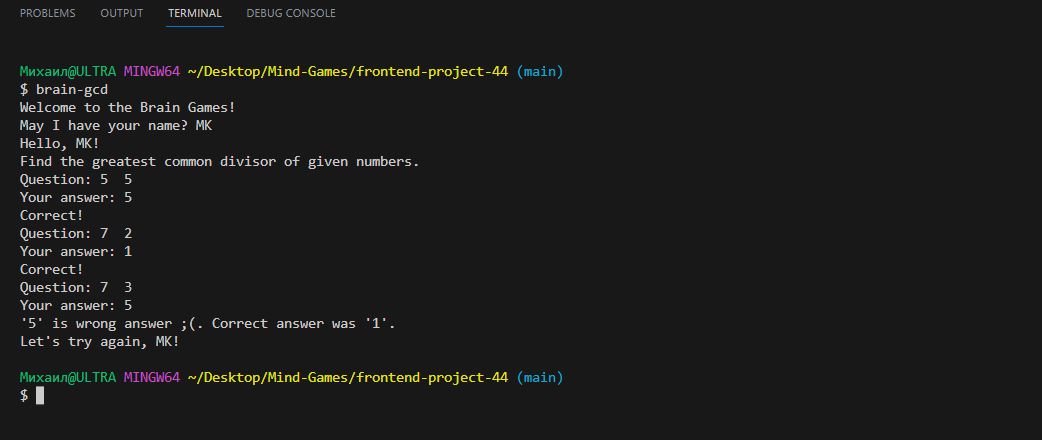 PROBLEMS OUTPUT TERMINAL DEBUG CONSOLE
Михаил@ULTRA MINGW64 ~/Desktop/Mind-Games/frontend-project-44 (main)
$ brain-gcd
Welcome to the Brain Games!
May I have your name? MK
Hello, MK!
Find the greatest common divisor of given numbers.
Question: 5  5
Your answer: 5
Correct!
Question: 7  2
Your answer: 1
Correct!
Question: 7  3
Your answer: 5
'5' is wrong answer ;(. Correct answer was '1'.
Let's try again, MK!
Михаил@ULTRA MINGW64 ~/Desktop/Mind-Games/frontend-project-44 (main)
$